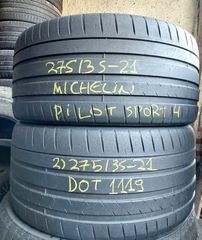 275/35-21
MICHELIN
PILOT SPORT 4
2) 275/35-21
DOT 1119